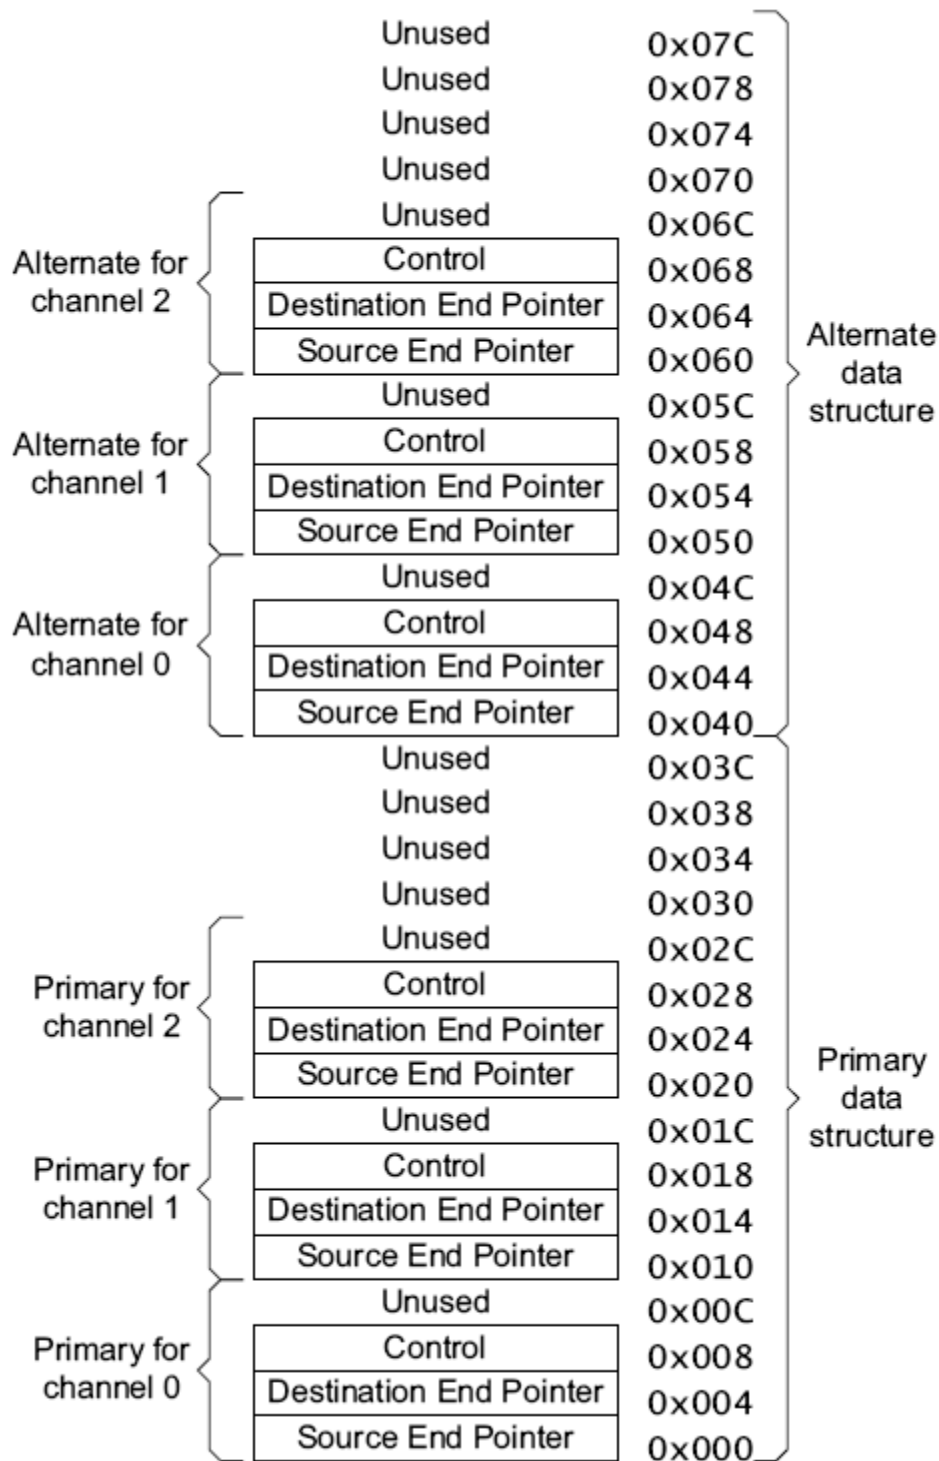 Unused 0x07C
Unused 0x078
Unused 0x074
Unused 0x070
Unused 0x06C
Alternate for
channel 2
Control 0x068
Destination End Pointer 0x064
Source End Pointer 0x060
Alternate
data
structure
Unused 0x05C
Alternate for
channel 1
Control 0x058
Destination End Pointer 0x054
Source End Pointer 0x050
Unused 0x04C
Alternate for
channel 0
Control 0x048
Destination End Pointer 0x044
Source End Pointer 0x040
Unused 0x03C
Unused 0x038
Unused 0x034
Unused 0x030
Unused 0x02C
Primary for
channel 2
Control 0x028
Destination End Pointer 0x024
Source End Pointer 0x020
Primary
data
structure
Unused 0x01C
Primary for
channel 1
Control 0x018
Destination End Pointer 0x014
Source End Pointer 0x010
Unused 0x00C
Primary for
channel 0
Control 0x008
Destination End Pointer 0x004
Source End Pointer 0x000